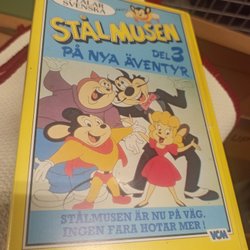 TALAR
SVENSKA
STÅLMUSEN
DEL 3
PÅ NYA ÄVENTYR
STÅLMUSEN ÄR NU PÅ VÄG.
INGEN FARA HOTAR MER!
VCM